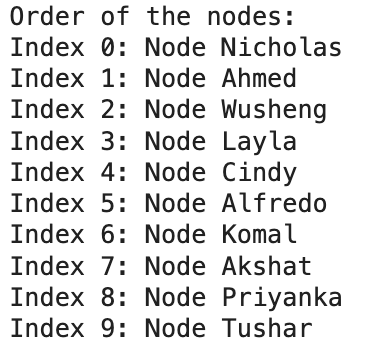 Order of the nodes:
Index 0: Node Nicholas
Index 1: Node Ahmed
Index 2: Node Wusheng
Index 3: Node Layla
Index 4: Node Cindy
Index 5: Node Alfredo
Index 6: Node Komal
Index 7: Node Akshat
Index 8: Node Priyanka
Index 9: Node Tushar